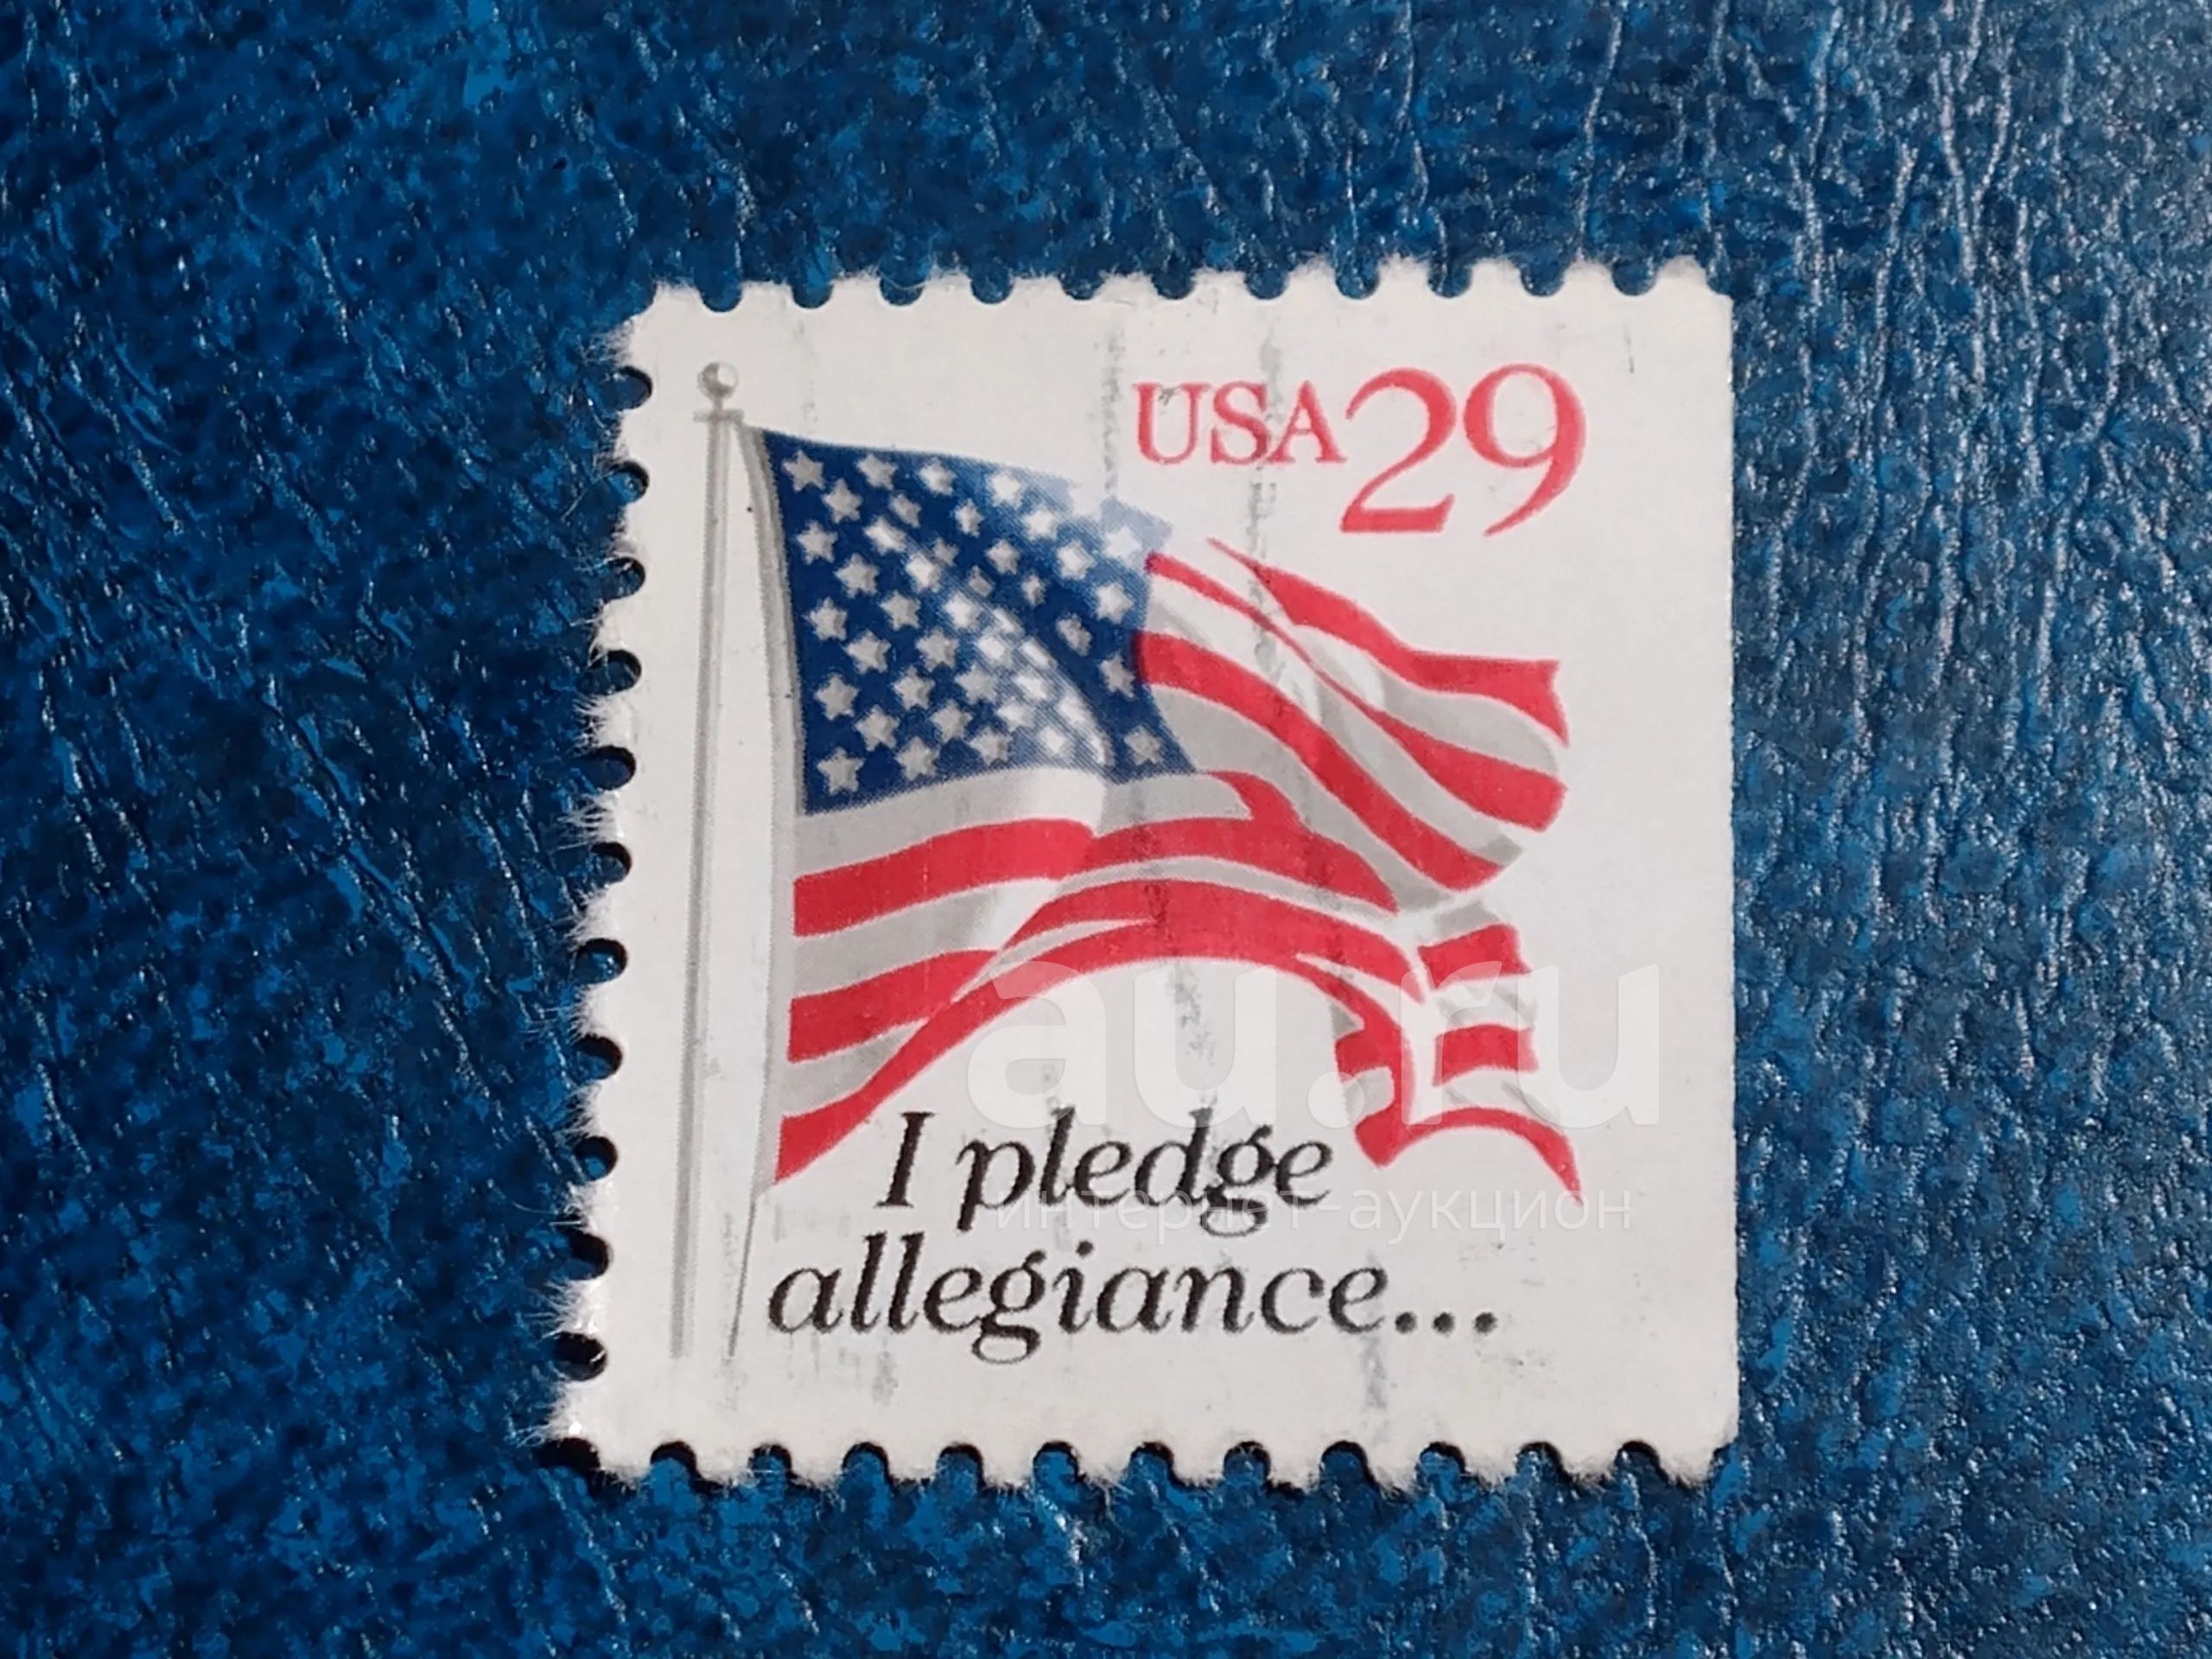 USA 29
au.ru
I pledge
интернет-аукцион
allegiance...